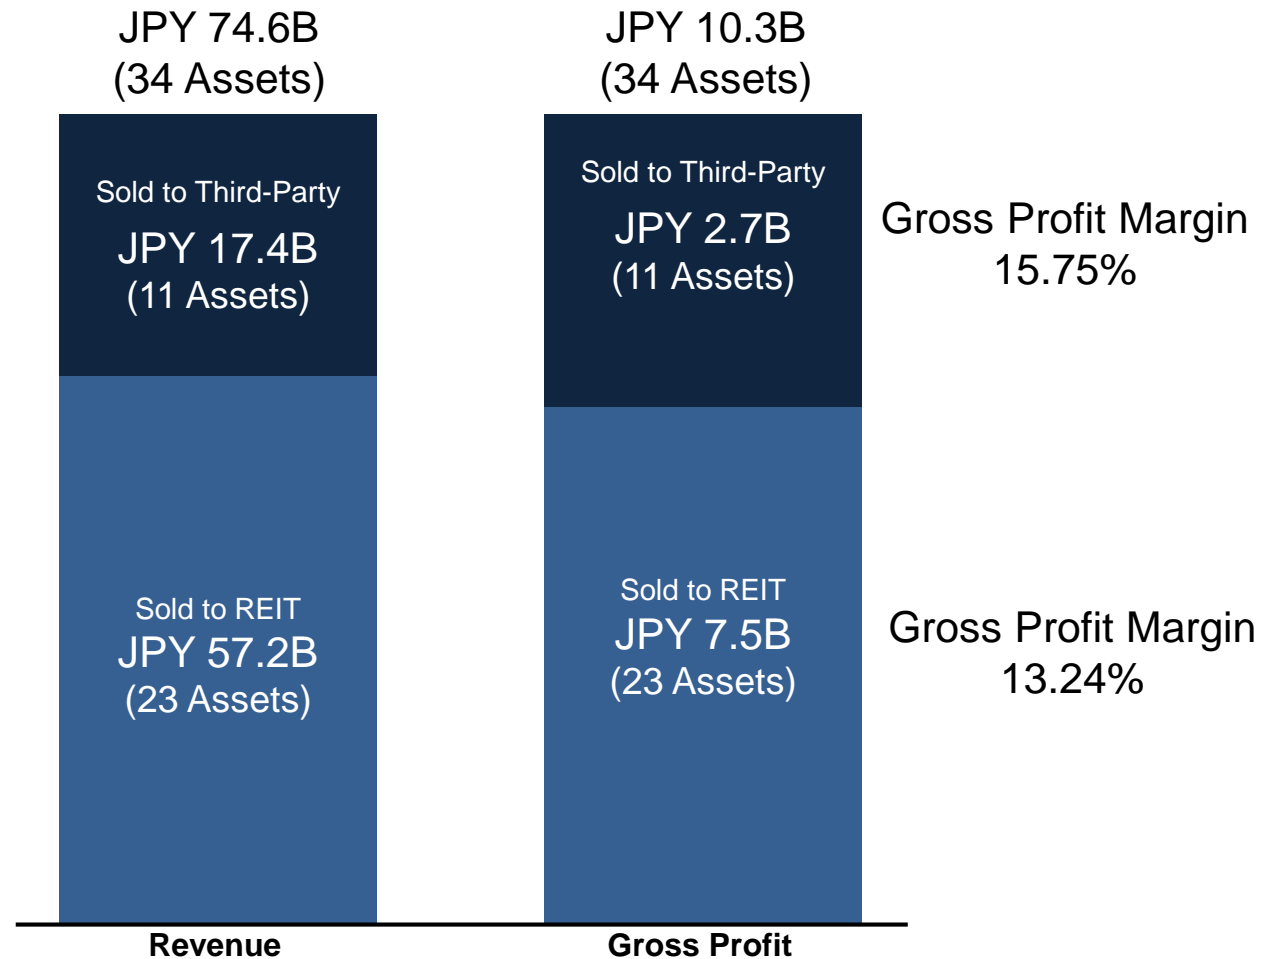 JPY 74.6B
(34 Assets)
Sold to Third-Party
JPY 17.4B
(11 Assets)
Sold to REIT
JPY 57.2B
(23 Assets)
Revenue
JPY 10.3B
(34 Assets)
Sold to Third-Party
JPY 2.7B
(11 Assets)
Sold to REIT
JPY 7.5B
(23 Assets)
Gross Profit
Gross Profit Margin
15.75%
Gross Profit Margin
13.24%